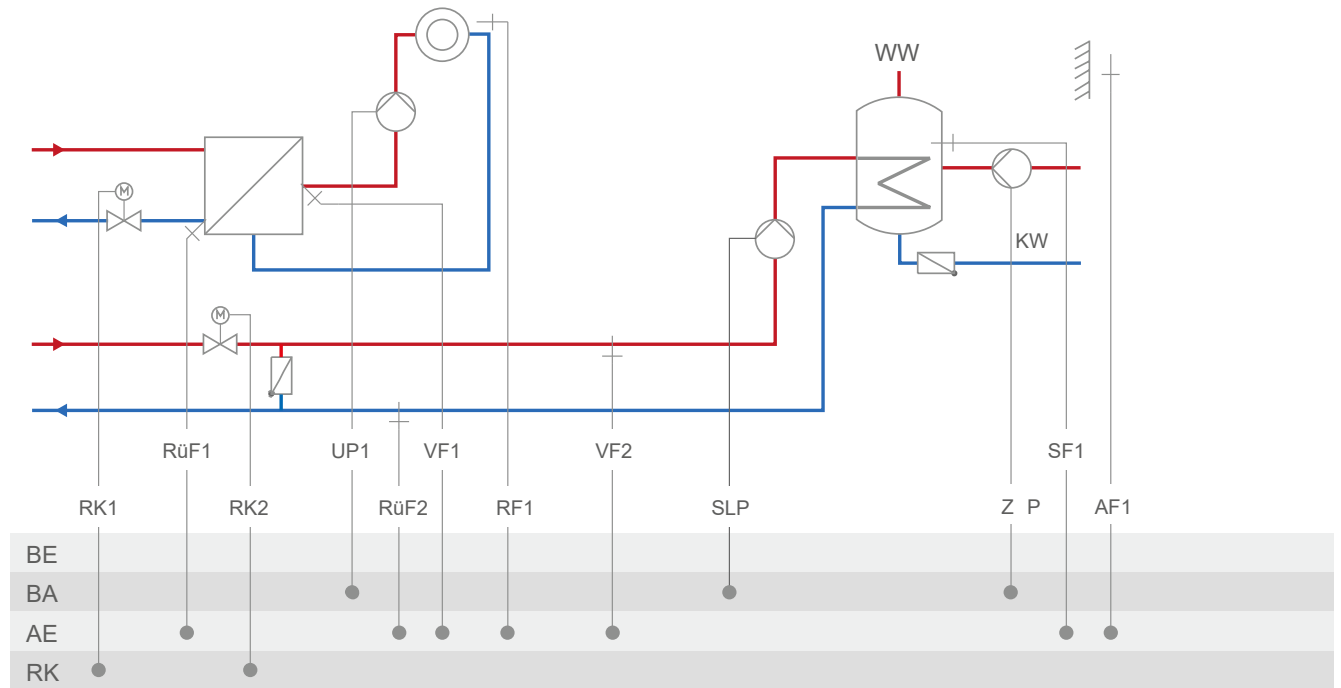 WW
M
KW
M
RüF1 UP1 VF1 VF2 SF1
RK1 RK2 RüF2 RF1 SLP Z P AF1
BE
BA
AE
RK